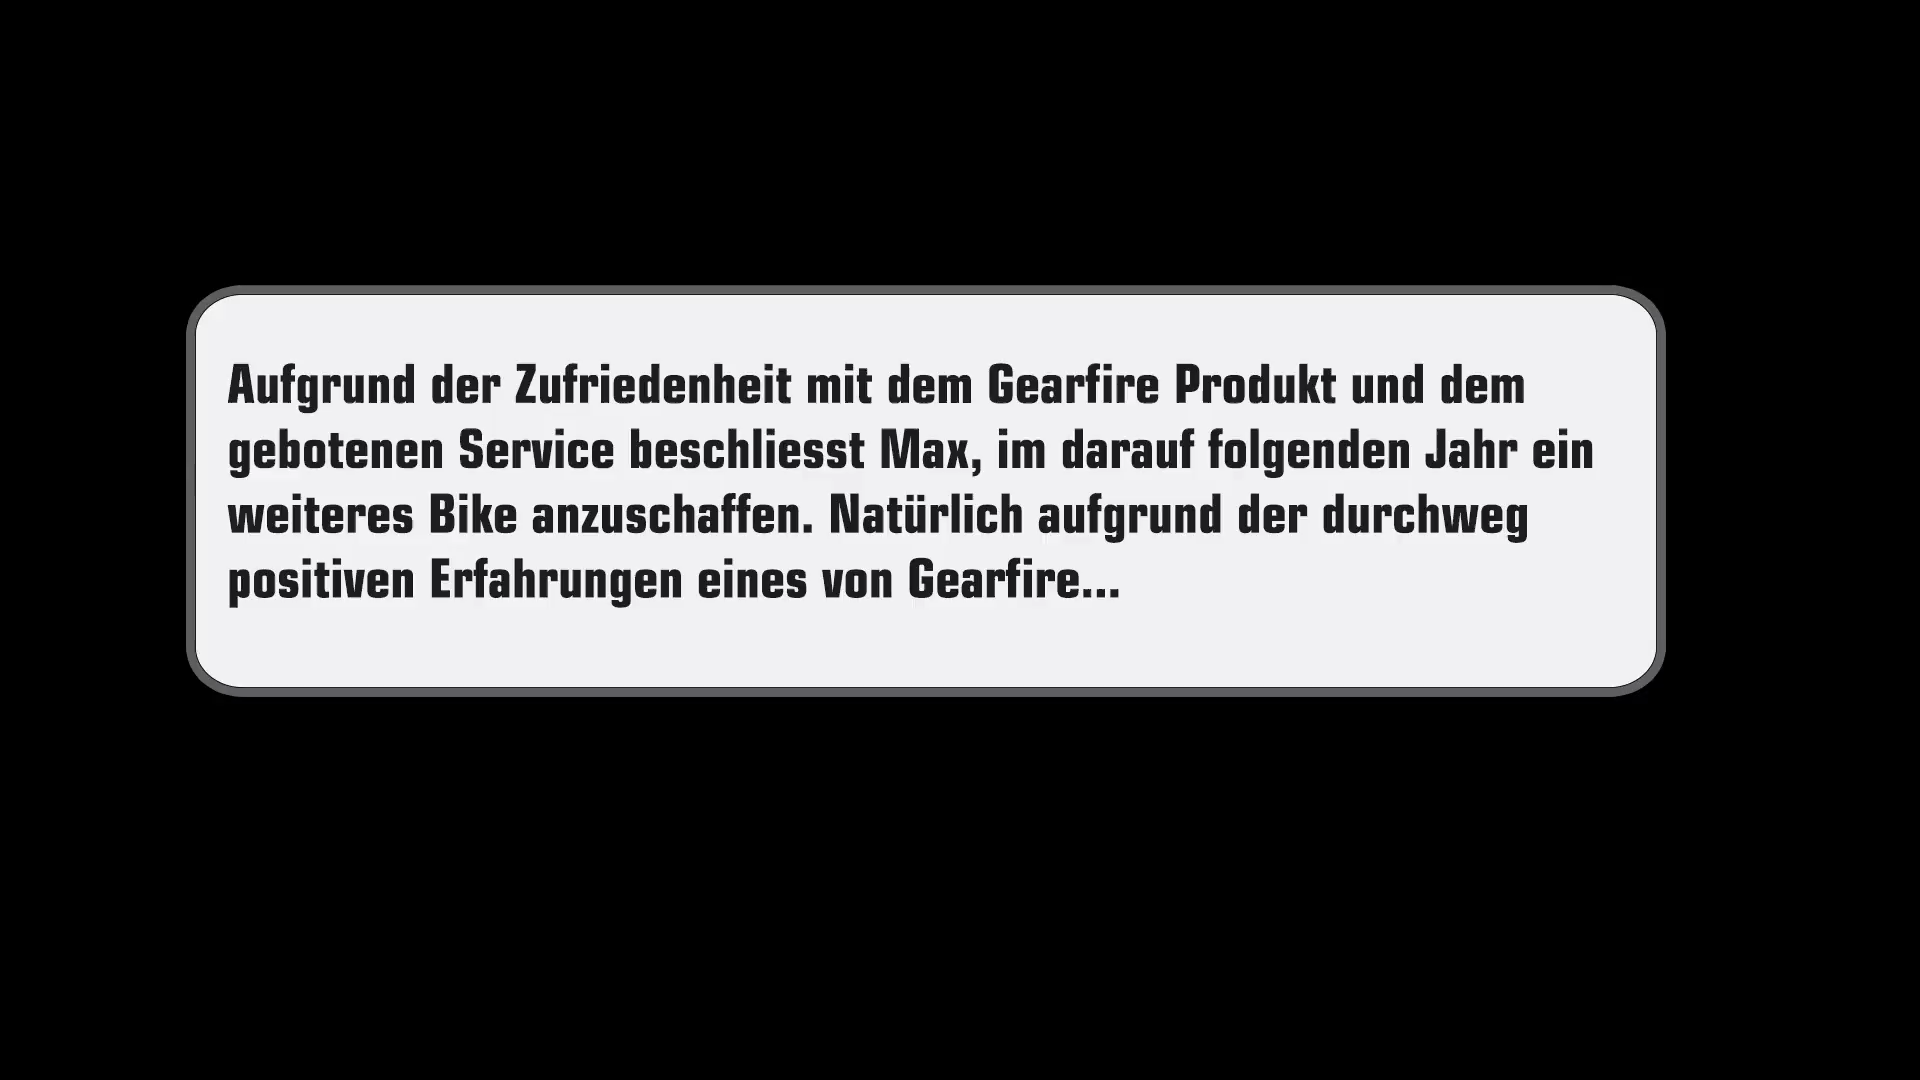 Aufgrund der Zufriedenheit mit dem Gearfire Produkt und dem
gebotenen Service beschliesst Max, im darauf folgenden Jahr ein
weiteres Bike anzuschaffen. Natürlich aufgrund der durchweg
positiven Erfahrungen eines von Gearfire...